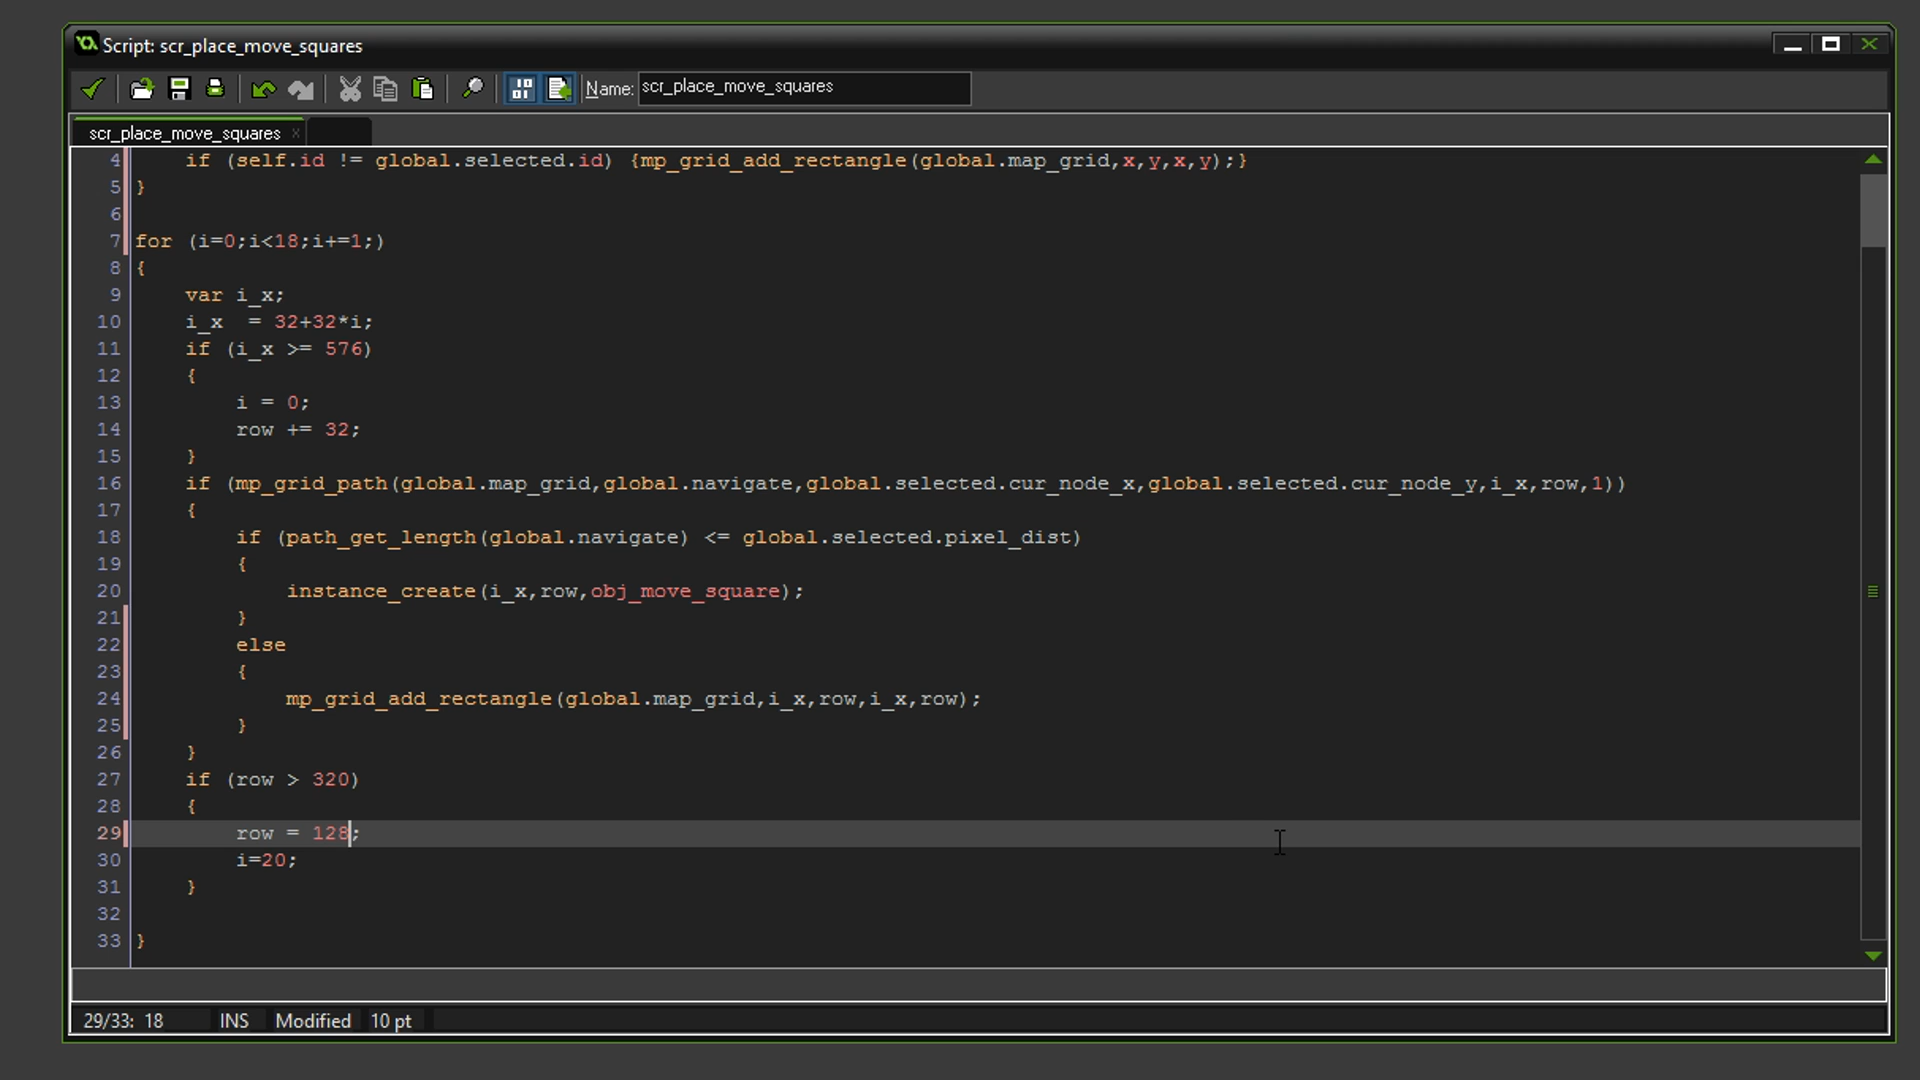 Script: scr_place_move_squares
Name: scr_place_move_squares
scr_place_move_squares x
4 if (self.id != global.selected.id) {mp_grid_add_rectangle(global.map_grid,x,y,x,y);}
5 }
6
7 for (i=0;i<18;i+=1;)
8 {
9 var i_x;
10 i_x  = 32+32*i;
11 if (i_x >= 576)
12 {
13 i = 0;
14 row += 32;
15 }
16 if (mp_grid_path(global.map_grid,global.navigate,global.selected.cur_node_x,global.selected.cur_node_y,i_x,row,1))
17 {
18 if (path_get_length(global.navigate) <= global.selected.pixel_dist)
19 {
20 instance_create(i_x,row,obj_move_square);
21 }
22 else
23 {
24 mp_grid_add_rectangle(global.map_grid,i_x,row,i_x,row);
25 }
26 }
27 if (row > 320)
28 {
29 row = 128;
30 i=20;
31 }
32
33 }
29/33: 18 INS Modified 10 pt